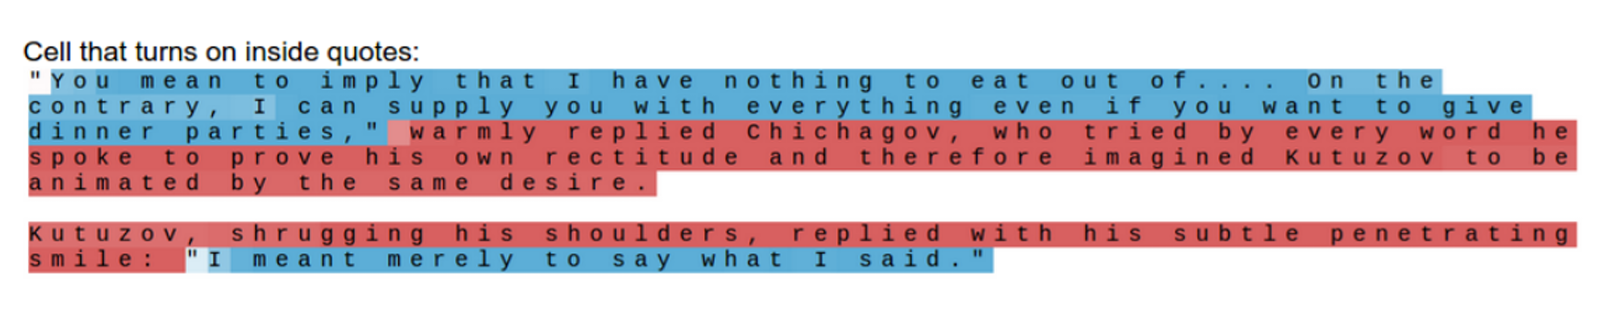 Cell that turns on inside quotes:
"You mean to imply that I have nothing to eat out of.... On the
contrary, I can supply you with everything even if you want to give
dinner parties," warmly replied Chichagov, who tried by every word he
spoke to prove his own rectitude and therefore imagined Kutuzov to be
animated by the same desire.
Kutuzov, shrugging his shoulders, replied with his subtle penetrating
smile: "I meant merely to say what I said."